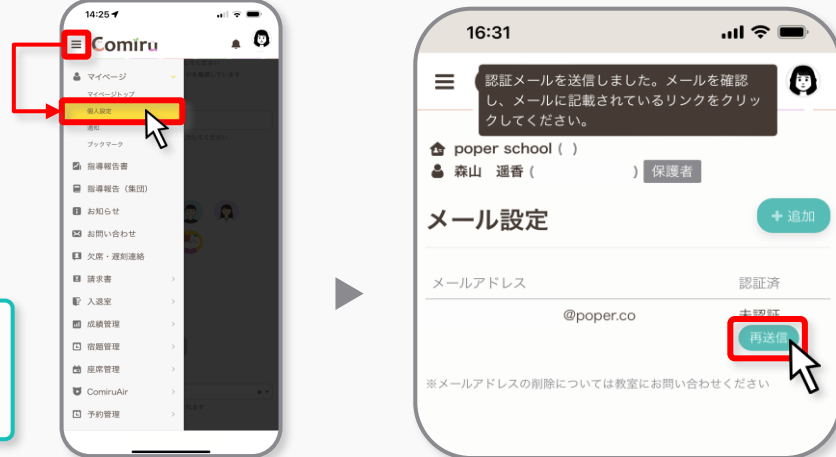 14:25
Comiru
マイページ
マイページトップ
個人設定
通知
ブックマーク
指導報告書
指導報告（集団）
お知らせ
お問い合わせ
欠席・遅刻連絡
請求書
入退室
成績管理
宿題管理
座席管理
ComiruAir
予約管理
16:31
認証メールを送信しました。メールを確認
し、メールに記載されているリンクをクリッ
クしてください。
poper school ( )
森山 遥香 ( ) 保護者
メール設定
+ 追加
メールアドレス 認証済
@poper.co 未認証
再送信
※メールアドレスの削除については教室にお問い合わせください